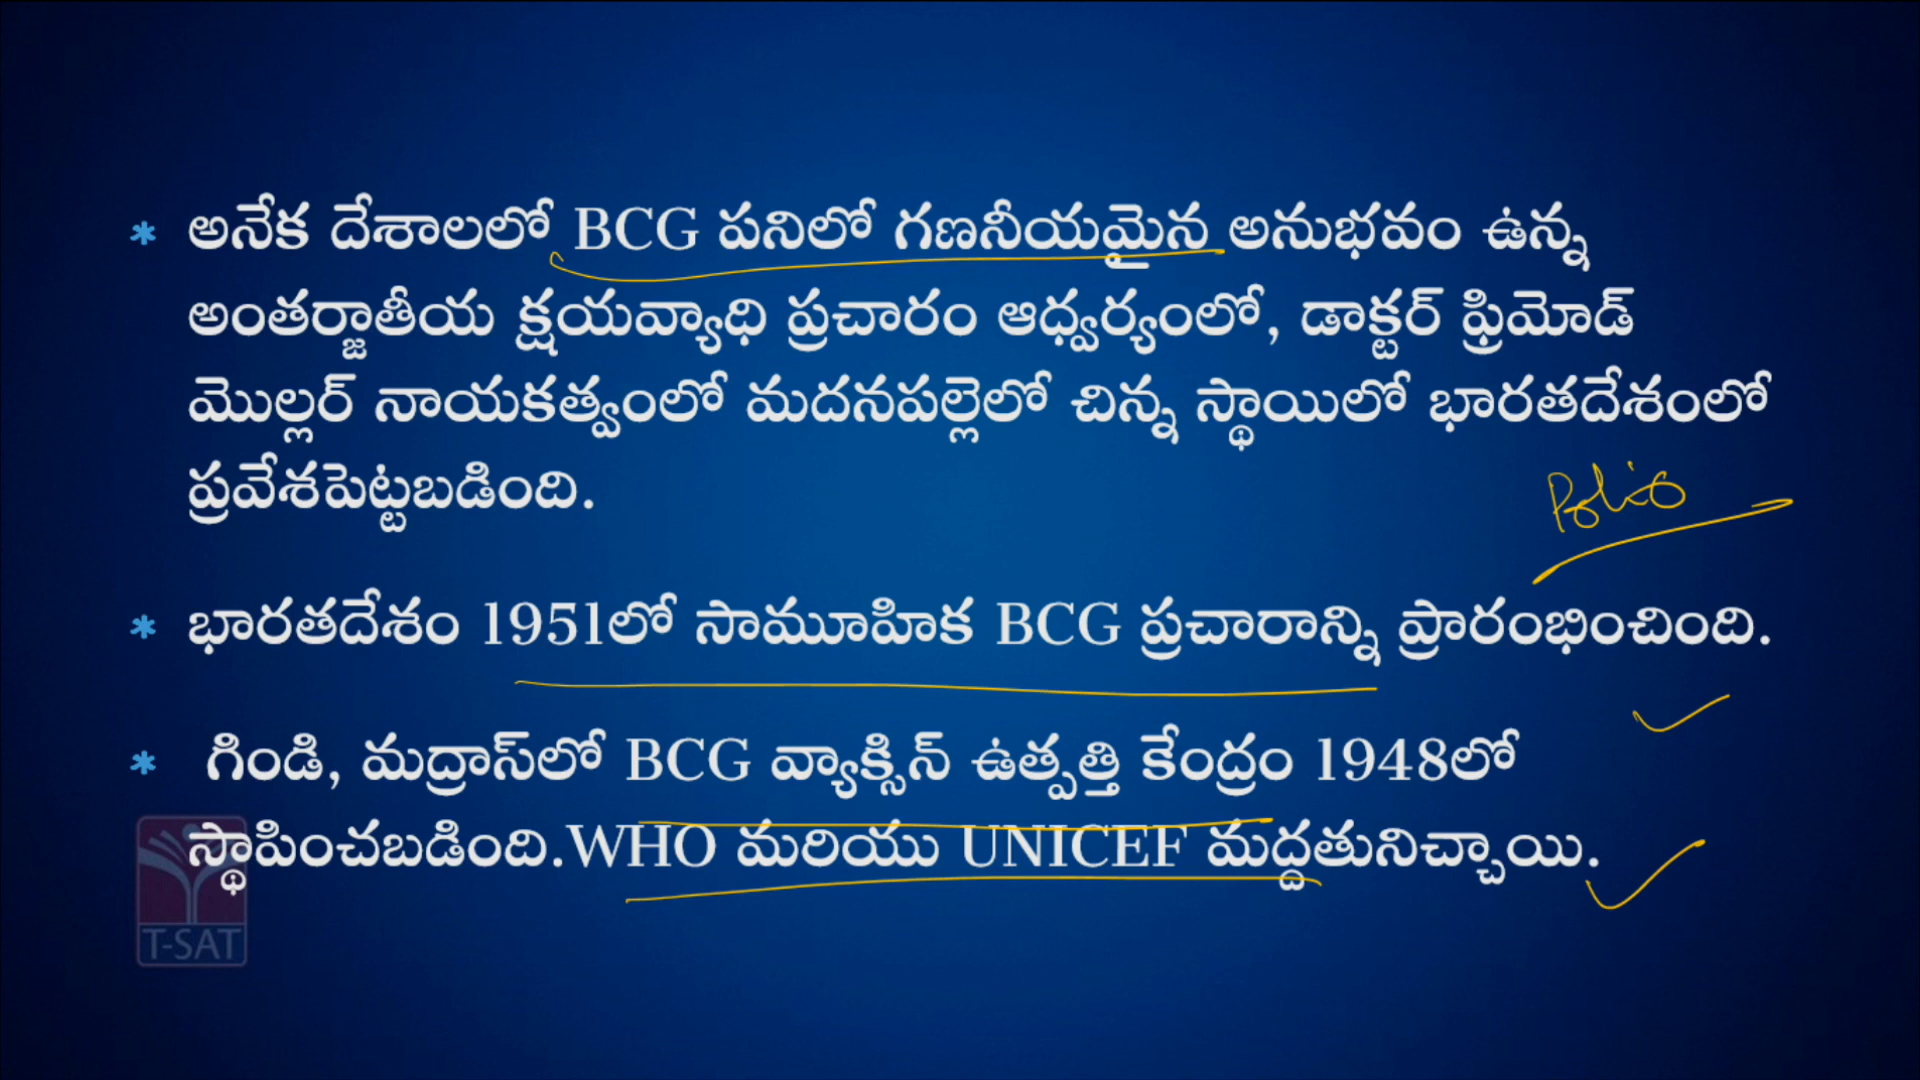 * అనేక దేశాలలో BCG పనిలో గణనీయమైన అనుభవం ఉన్న
అంతర్జాతీయ క్షయవ్యాధి ప్రచారం ఆధ్వర్యంలో, డాక్టర్ ఫ్రిమోడ్
మొల్లర్ నాయకత్వంలో మదనపల్లెలో చిన్న స్థాయిలో భారతదేశంలో
ప్రవేశపెట్టబడింది.
Polio
* భారతదేశం 1951లో సామూహిక BCG ప్రచారాన్ని ప్రారంభించింది.
* గిండి, మద్రాస్‌లో BCG వ్యాక్సిన్ ఉత్పత్తి కేంద్రం 1948లో
స్థాపించబడింది.WHO మరియు UNICEF మద్దతునిచ్చాయి.
T-SAT